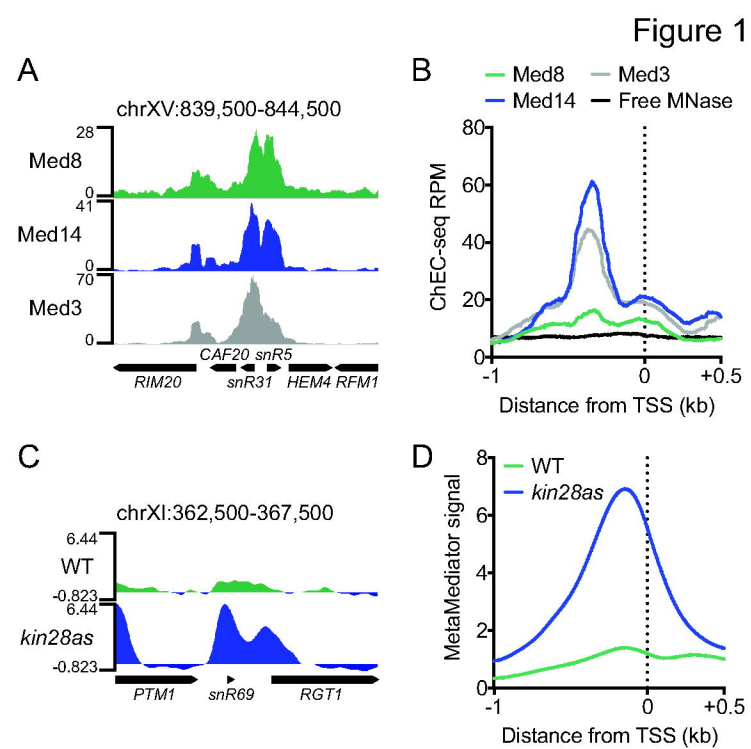 Figure 1
A
chrXV:839,500-844,500
28
Med8
0
41
Med14
0
70
Med3
0
CAF20 snR5
RIM20 snR31 HEM4 RFM1
B
Med8 Med3
Med14 Free MNase
ChEC-seq RPM
80
60
40
20
0
-1 0 +0.5
Distance from TSS (kb)
C
chrXI:362,500-367,500
6.44
WT
-0.823
6.44
kin28as
-0.823
PTM1 snR69 RGT1
D
WT
kin28as
MetaMediator signal
8
6
4
2
0
-1 0 +0.5
Distance from TSS (kb)